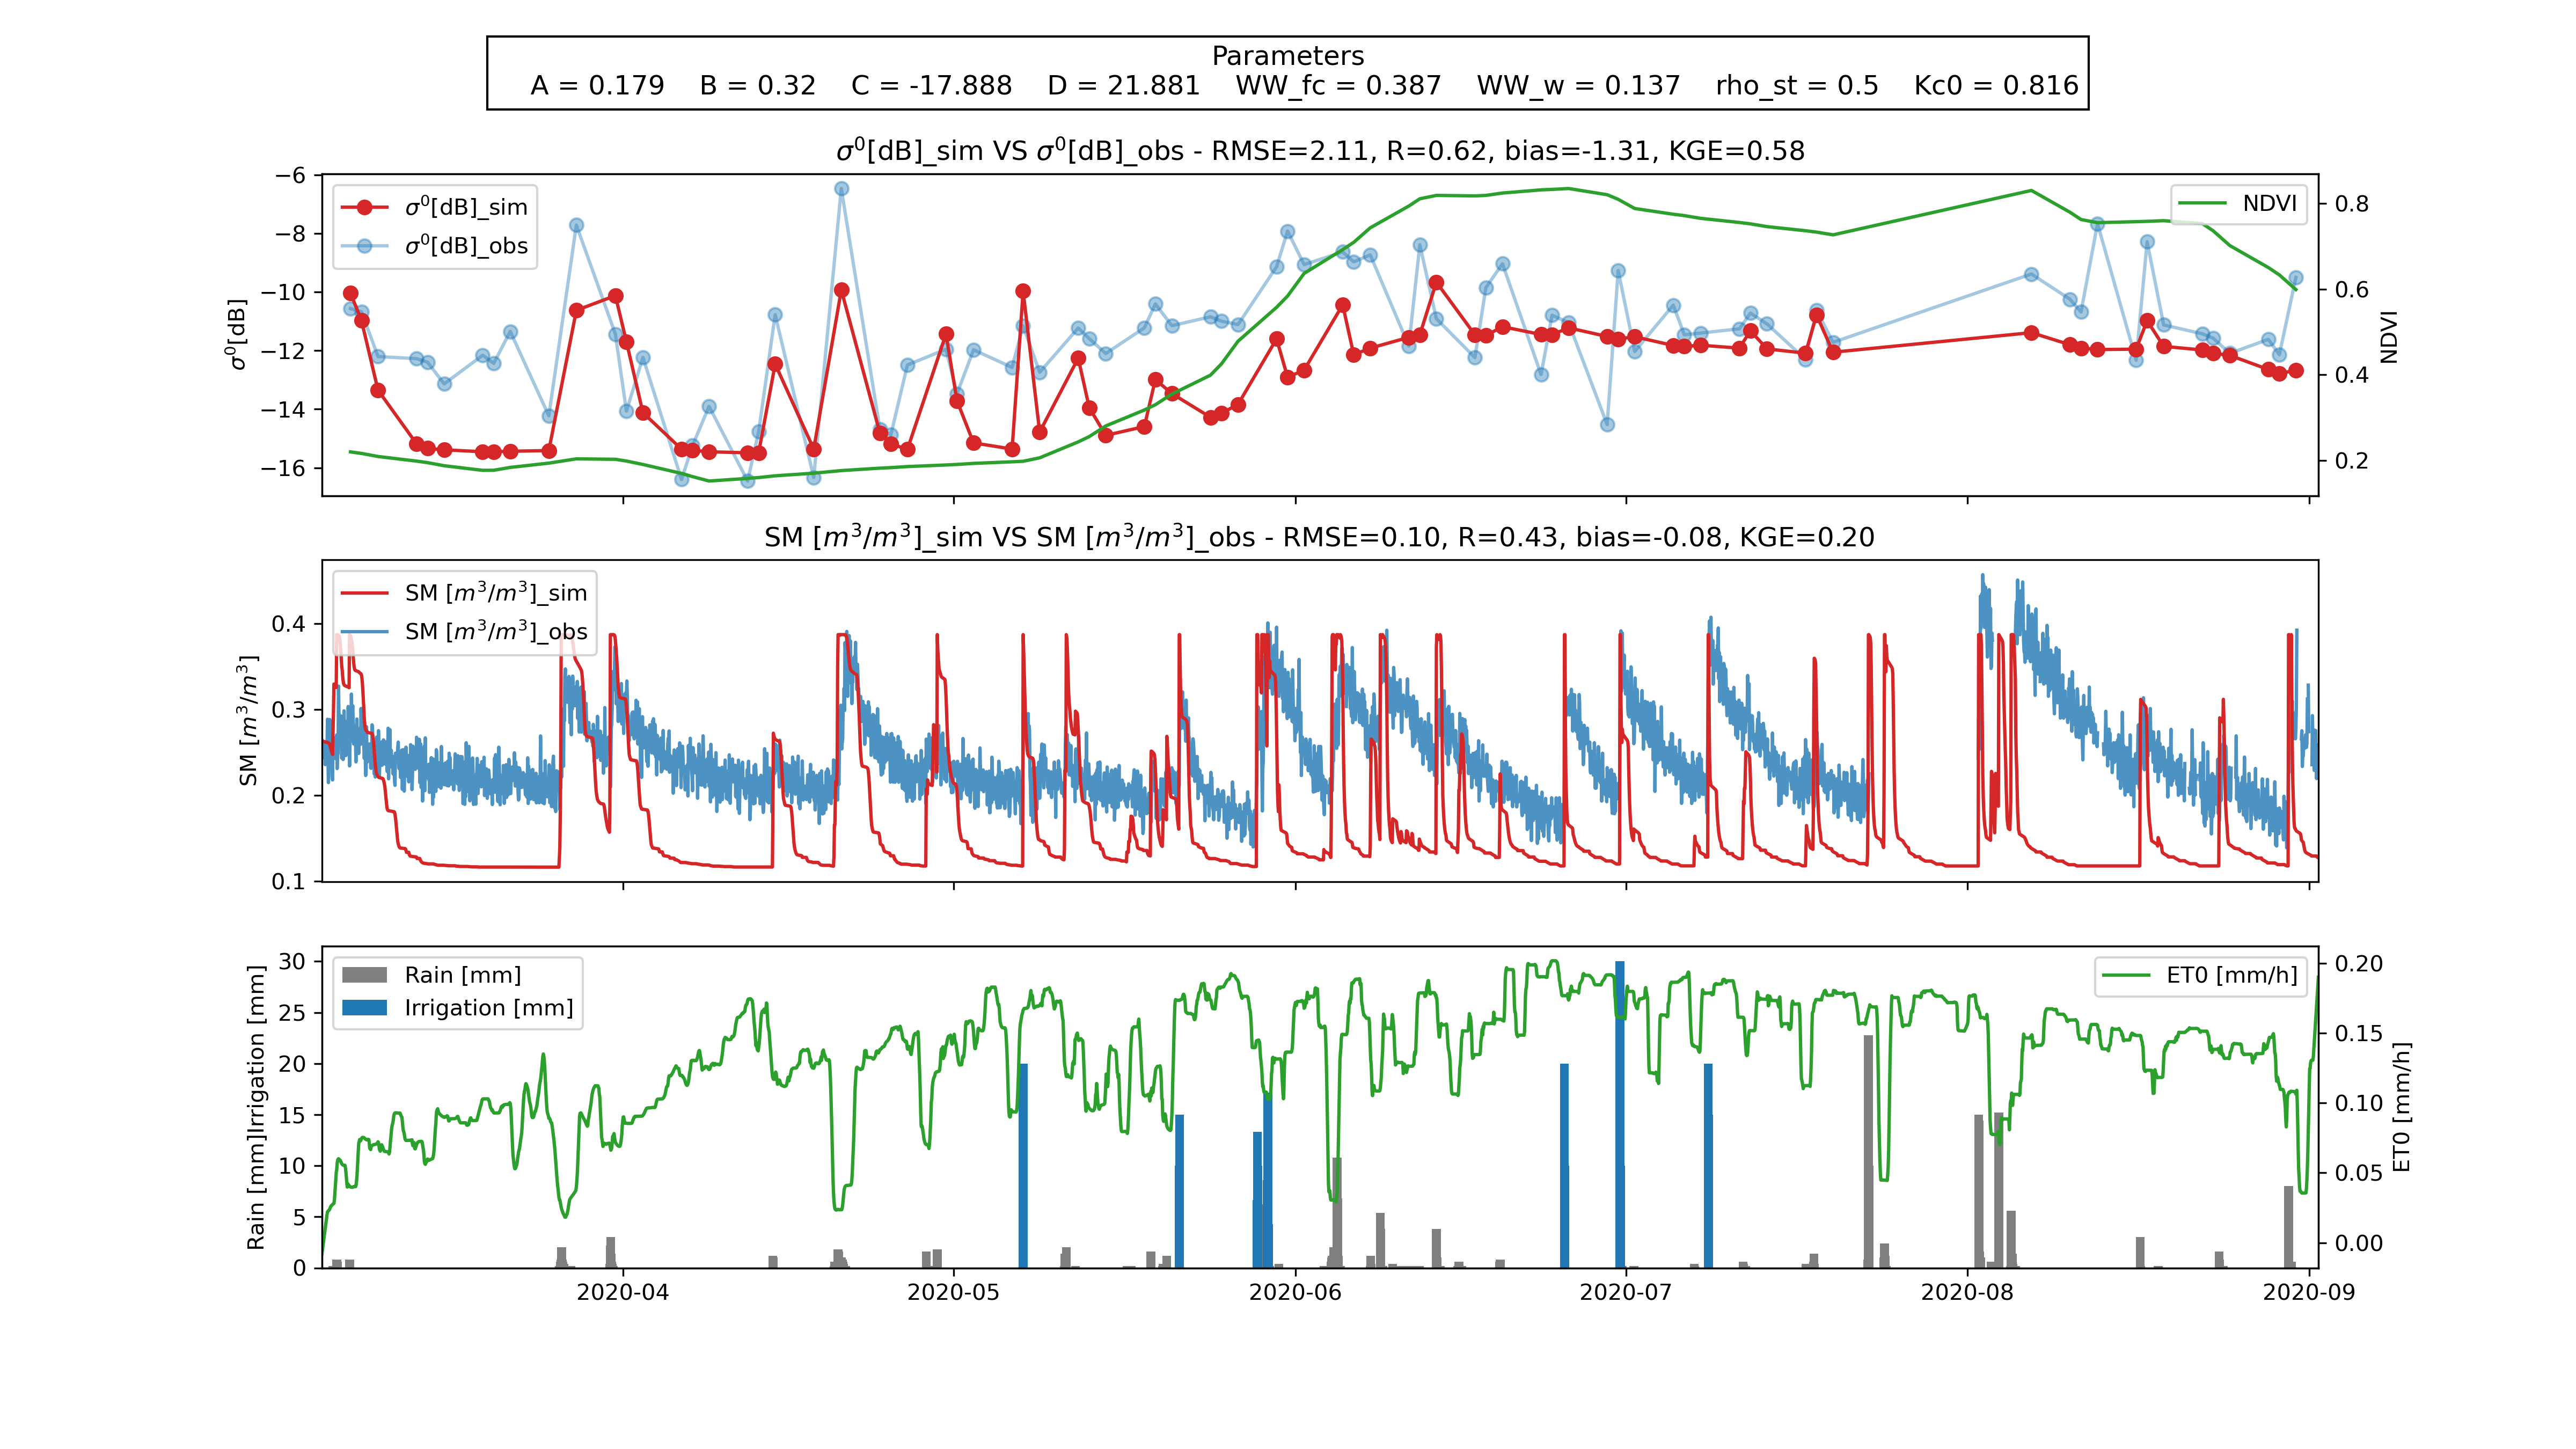 Parameters
A = 0.179 B = 0.32 C = -17.888 D = 21.881 WW_fc = 0.387 WW_w = 0.137 rho_st = 0.5 Kc0 = 0.816
σ⁰[dB]_sim VS σ⁰[dB]_obs - RMSE=2.11, R=0.62, bias=-1.31, KGE=0.58
σ⁰[dB]_sim
σ⁰[dB]_obs
NDVI
−6
−8
−10
−12
−14
−16
σ⁰[dB]
0.8
0.6
0.4
0.2
NDVI
SM [m³/m³]_sim VS SM [m³/m³]_obs - RMSE=0.10, R=0.43, bias=-0.08, KGE=0.20
SM [m³/m³]_sim
SM [m³/m³]_obs
0.4
0.3
0.2
0.1
SM [m³/m³]
Rain [mm]
Irrigation [mm]
ET0 [mm/h]
30
25
20
15
10
5
0
Rain [mm]Irrigation [mm]
0.20
0.15
0.10
0.05
0.00
ET0 [mm/h]
2020-04 2020-05 2020-06 2020-07 2020-08 2020-09